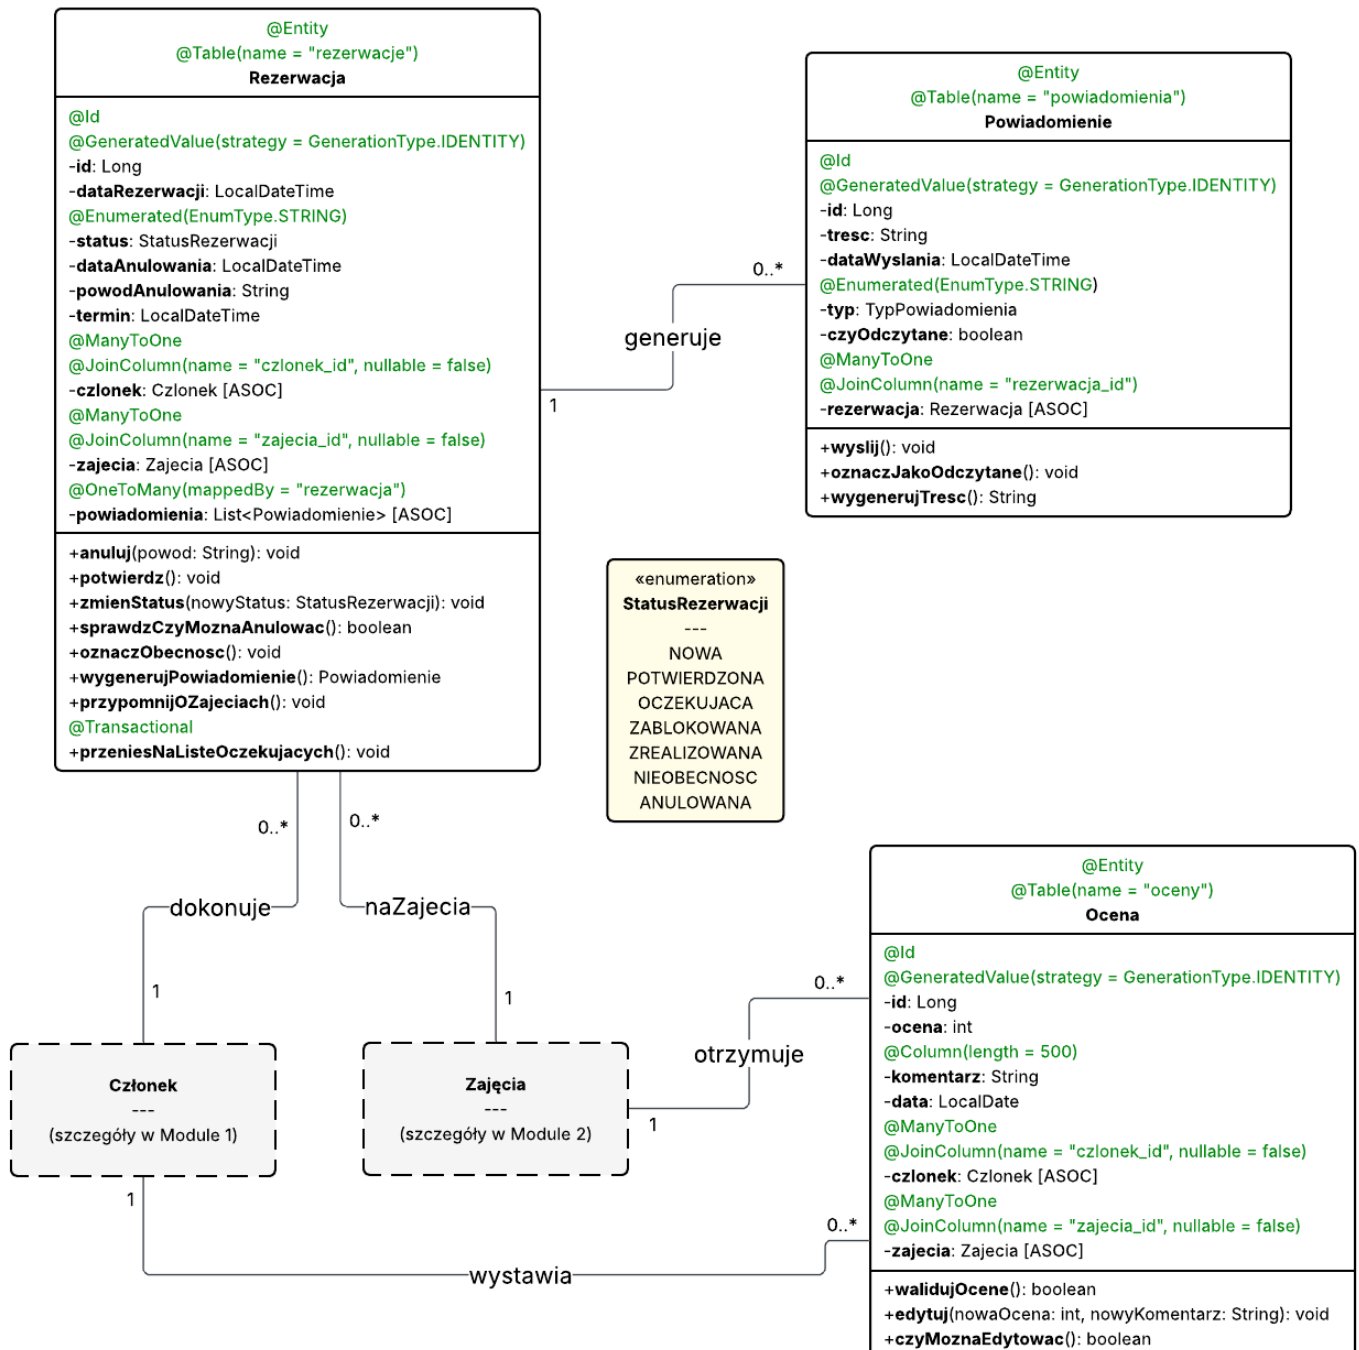 @Entity
@Table(name = "rezerwacje")
Rezerwacja
@Id
@GeneratedValue(strategy = GenerationType.IDENTITY)
-id: Long
-dataRezerwacji: LocalDateTime
@Enumerated(EnumType.STRING)
-status: StatusRezerwacji
-dataAnulowania: LocalDateTime
-powodAnulowania: String
-termin: LocalDateTime
@ManyToOne
@JoinColumn(name = "czlonek_id", nullable = false)
-czlonek: Czlonek [ASOC]
@ManyToOne
@JoinColumn(name = "zajecia_id", nullable = false)
-zajecia: Zajecia [ASOC]
@OneToMany(mappedBy = "rezerwacja")
-powiadomienia: List<Powiadomienie> [ASOC]
+anuluj(powod: String): void
+potwierdz(): void
+zmienStatus(nowyStatus: StatusRezerwacji): void
+sprawdzCzyMoznaAnulowac(): boolean
+oznaczObecnosc(): void
+wygenerujPowiadomienie(): Powiadomienie
+przypomnijOZajeciach(): void
@Transactional
+przeniesNaListeOczekujacych(): void
@Entity
@Table(name = "powiadomienia")
Powiadomienie
@Id
@GeneratedValue(strategy = GenerationType.IDENTITY)
-id: Long
-tresc: String
-dataWyslania: LocalDateTime
@Enumerated(EnumType.STRING)
-typ: TypPowiadomienia
-czyOdczytane: boolean
@ManyToOne
@JoinColumn(name = "rezerwacja_id")
-rezerwacja: Rezerwacja [ASOC]
+wyslij(): void
+oznaczJakoOdczytane(): void
+wygenerujTresc(): String
0..*
generuje
1
«enumeration»
StatusRezerwacji
---
NOWA
POTWIERDZONA
OCZEKUJACA
ZABLOKOWANA
ZREALIZOWANA
NIEOBECNOSC
ANULOWANA
0..*
0..*
dokonuje
naZajecia
1
1
Członek
---
(szczegóły w Module 1)
Zajęcia
---
(szczegóły w Module 2)
0..*
otrzymuje
1
1
0..*
wystawia
@Entity
@Table(name = "oceny")
Ocena
@Id
@GeneratedValue(strategy = GenerationType.IDENTITY)
-id: Long
-ocena: int
@Column(length = 500)
-komentarz: String
-data: LocalDate
@ManyToOne
@JoinColumn(name = "czlonek_id", nullable = false)
-czlonek: Czlonek [ASOC]
@ManyToOne
@JoinColumn(name = "zajecia_id", nullable = false)
-zajecia: Zajecia [ASOC]
+walidujOcene(): boolean
+edytuj(nowaOcena: int, nowyKomentarz: String): void
+czyMoznaEdytowac(): boolean